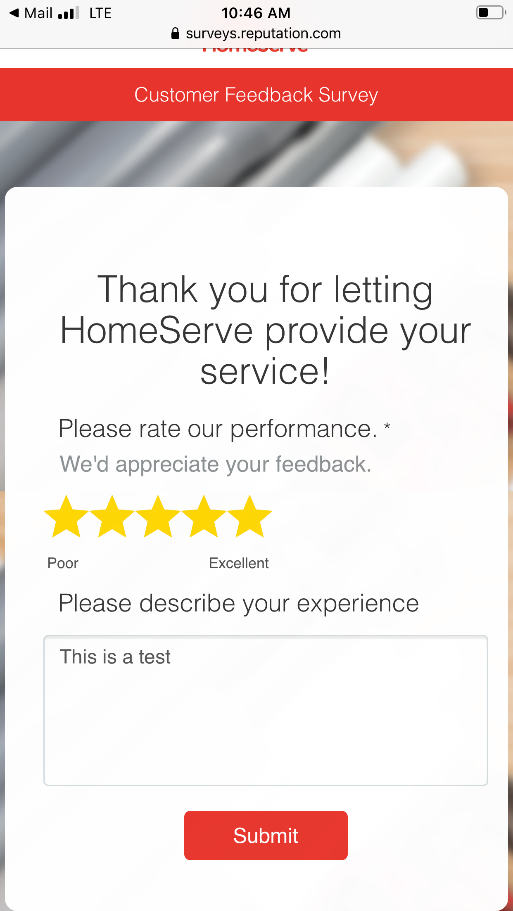 Mail LTE 10:46 AM
surveys.reputation.com
HomeServe
Customer Feedback Survey
Thank you for letting
HomeServe provide your
service!
Please rate our performance. *
We'd appreciate your feedback.
Poor Excellent
Please describe your experience
This is a test
Submit